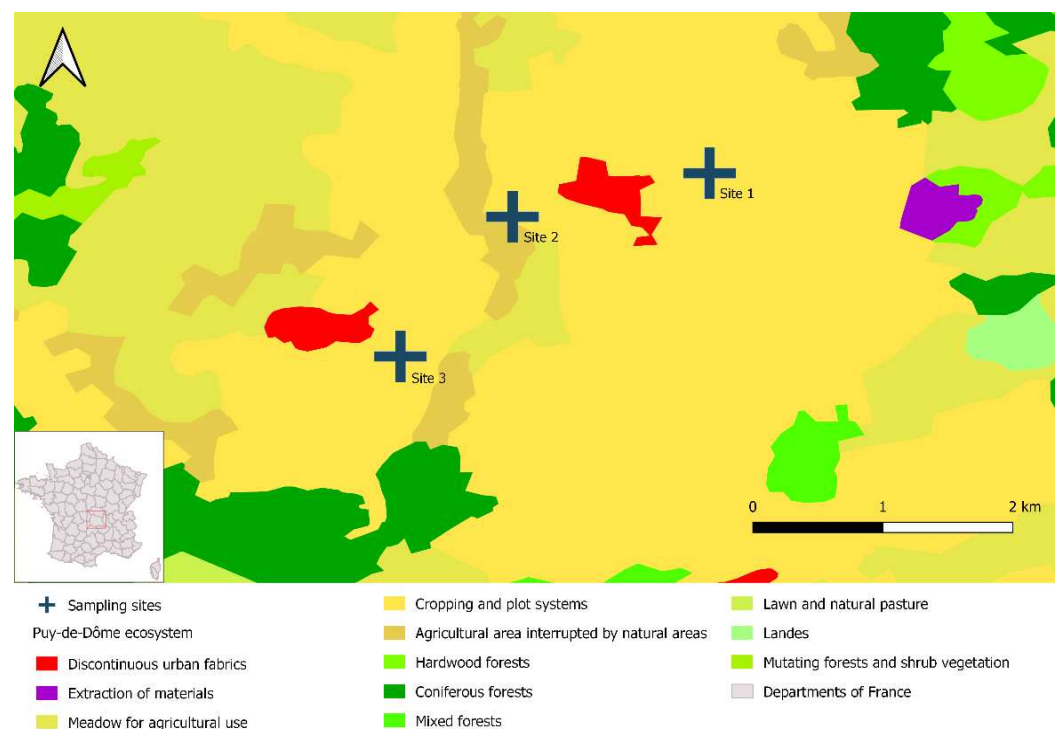 Site 1
Site 2
Site 3
0 1 2 km
Sampling sites
Puy-de-Dôme ecosystem
Discontinuous urban fabrics
Extraction of materials
Meadow for agricultural use
Cropping and plot systems
Agricultural area interrupted by natural areas
Hardwood forests
Coniferous forests
Mixed forests
Lawn and natural pasture
Landes
Mutating forests and shrub vegetation
Departments of France